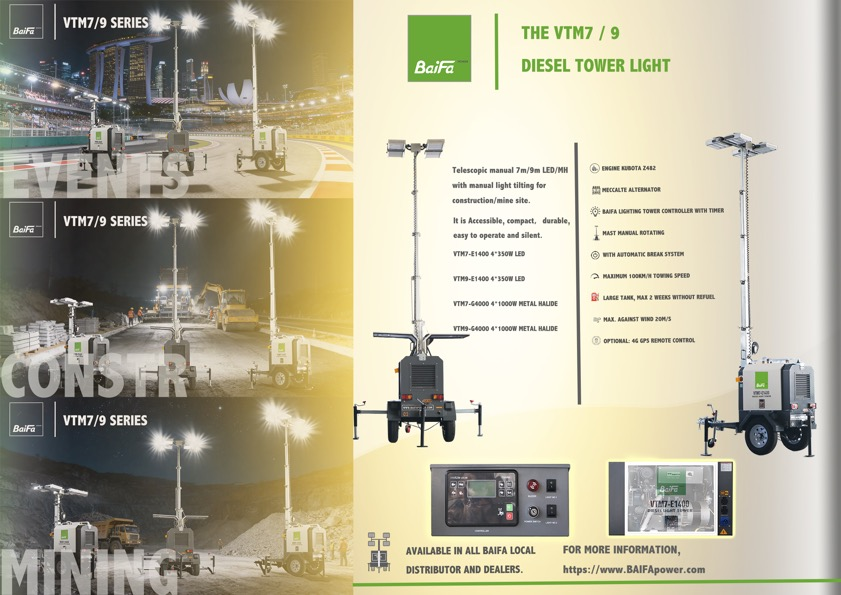 BaiFa
VTM7/9 SERIES
EVENTS
BaiFa
VTM7/9 SERIES
CONSTR
BaiFa
VTM7/9 SERIES
MINING
BaiFa
THE VTM7 / 9
DIESEL TOWER LIGHT
Telescopic manual 7m/9m LED/MH
with manual light tilting for
construction/mine site.
It is Accessible, compact, durable,
easy to operate and silent.
VTM7-E1400 4*350W LED
VTM9-E1400 4*350W LED
VTM7-G4000 4*1000W METAL HALIDE
VTM9-G4000 4*1000W METAL HALIDE
ENGINE KUBOTA Z482
MECCALTE ALTERNATOR
BAIFA LIGHTING TOWER CONTROLLER WITH TIMER
MAST MANUAL ROTATING
WITH AUTOMATIC BREAK SYSTEM
MAXIMUM 100KM/H TOWING SPEED
LARGE TANK, MAX 2 WEEKS WITHOUT REFUEL
MAX. AGAINST WIND 20M/S
OPTIONAL: 4G GPS REMOTE CONTROL
BaiFa
BaiFa
VTM7-E1400
DIESEL LIGHT TOWER
AVAILABLE IN ALL BAIFA LOCAL
DISTRIBUTOR AND DEALERS.
FOR MORE INFORMATION,
https://www.BAIFApower.com